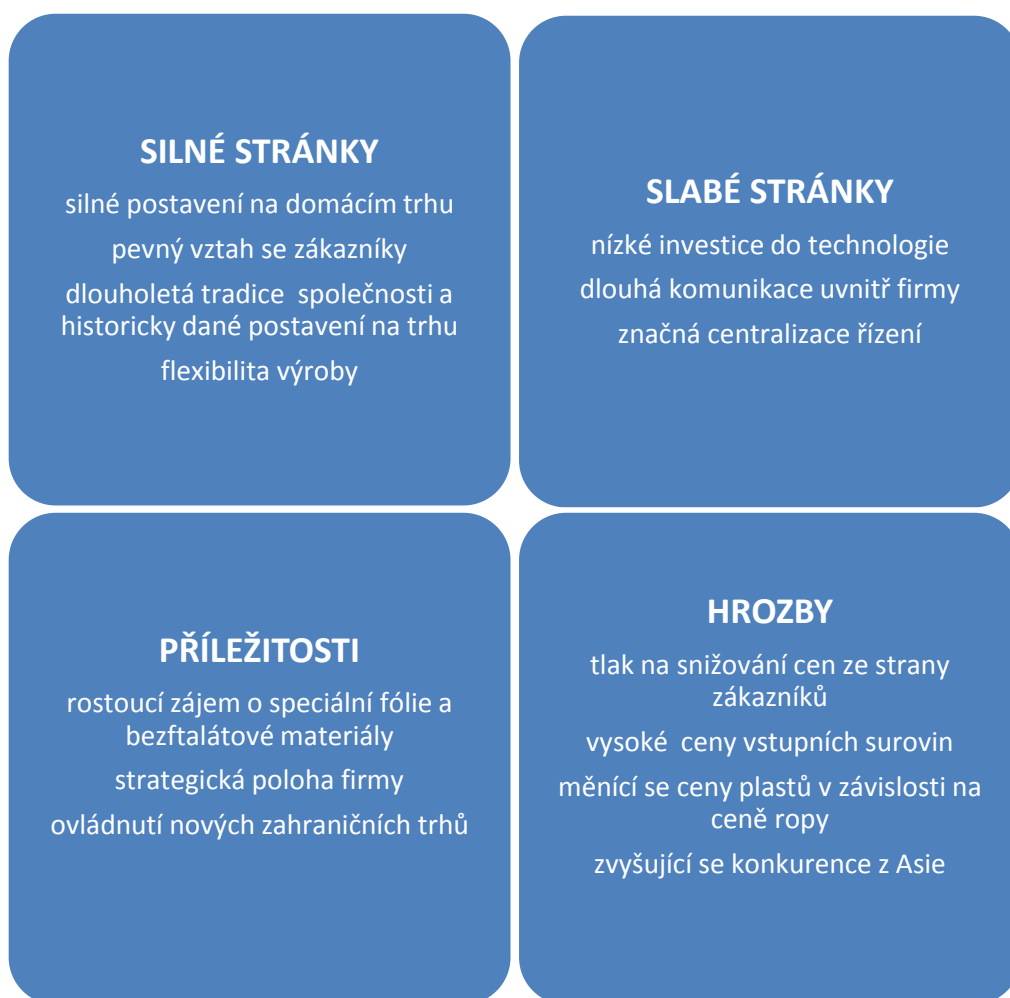 SILNÉ STRÁNKY
silné postavení na domácím trhu
pevný vztah se zákazníky
dlouholetá tradice  společnosti a
historicky dané postavení na trhu
flexibilita výroby
SLABÉ STRÁNKY
nízké investice do technologie
dlouhá komunikace uvnitř firmy
značná centralizace řízení
PŘÍLEŽITOSTI
rostoucí zájem o speciální fólie a
bezftalátové materiály
strategická poloha firmy
ovládnutí nových zahraničních trhů
HROZBY
tlak na snižování cen ze strany
zákazníků
vysoké  ceny vstupních surovin
měnící se ceny plastů v závislosti na
ceně ropy
zvyšující se konkurence z Asie